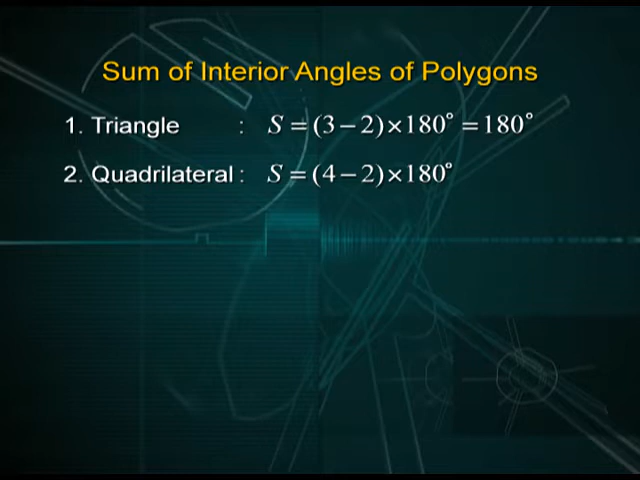 Sum of Interior Angles of Polygons
1. Triangle : S = (3 − 2) × 180° = 180°
2. Quadrilateral : S = (4 − 2) × 180°